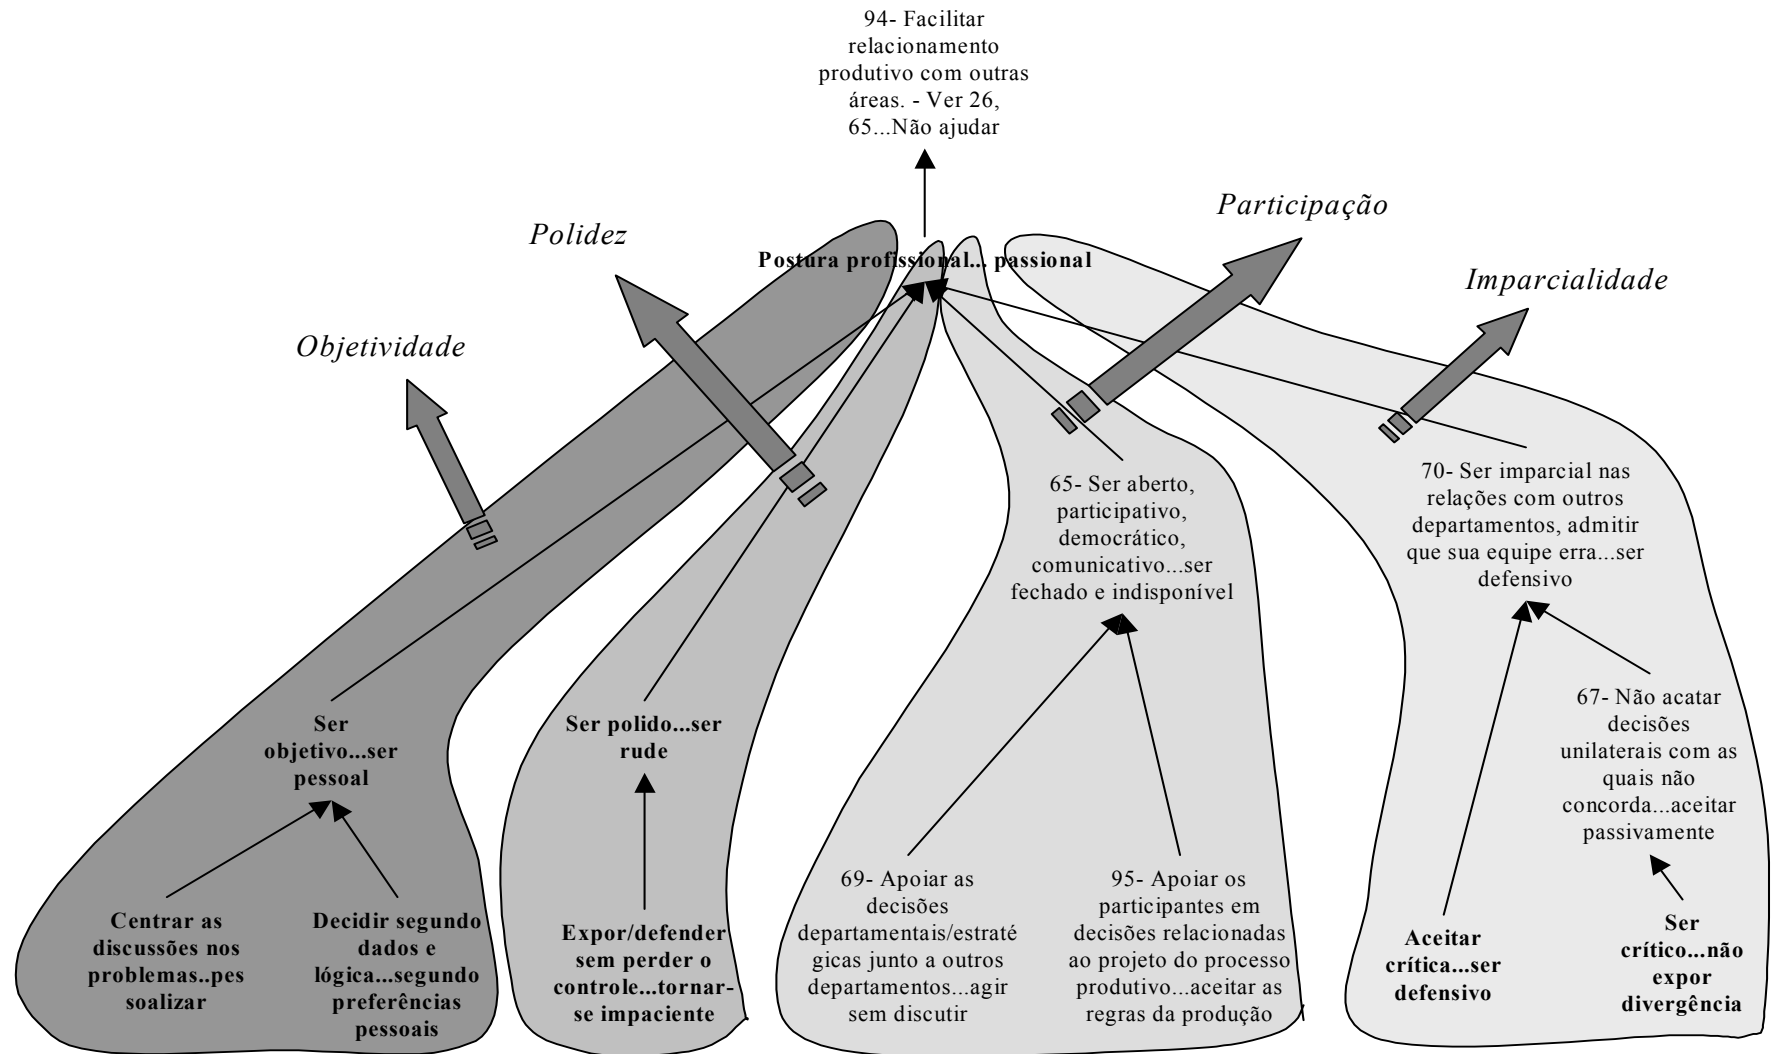 94- Facilitar
relacionamento
produtivo com outras
áreas. - Ver 26,
65...Não ajudar
Participação
Polidez
Postura profissional... passional
Imparcialidade
Objetividade
65- Ser aberto,
participativo,
democrático,
comunicativo...ser
fechado e indisponível
70- Ser imparcial nas
relações com outros
departamentos, admitir
que sua equipe erra...ser
defensivo
Ser
objetivo...ser
pessoal
Ser polido...ser
rude
67- Não acatar
decisões
unilaterais com as
quais não
concorda...aceitar
passivamente
Centrar as
discussões nos
problemas..pes
soalizar
Decidir segundo
dados e
lógica...segundo
preferências
pessoais
Expor/defender
sem perder o
controle...tornar-
se impaciente
69- Apoiar as
decisões
departamentais/estraté
gicas junto a outros
departamentos...agir
sem discutir
95- Apoiar os
participantes em
decisões relacionadas
ao projeto do processo
produtivo...aceitar as
regras da produção
Aceitar
crítica...ser
defensivo
Ser
crítico...não
expor
divergência